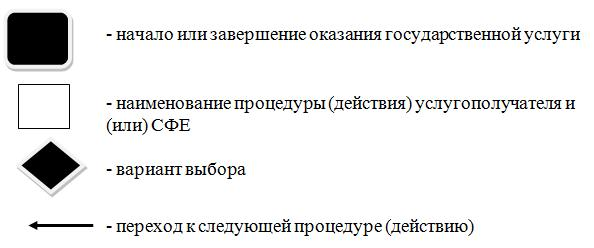 - начало или завершение оказания государственной услуги
- наименование процедуры (действия) услугополучателя и
(или) СФЕ
- вариант выбора
- переход к следующей процедуре (действию)